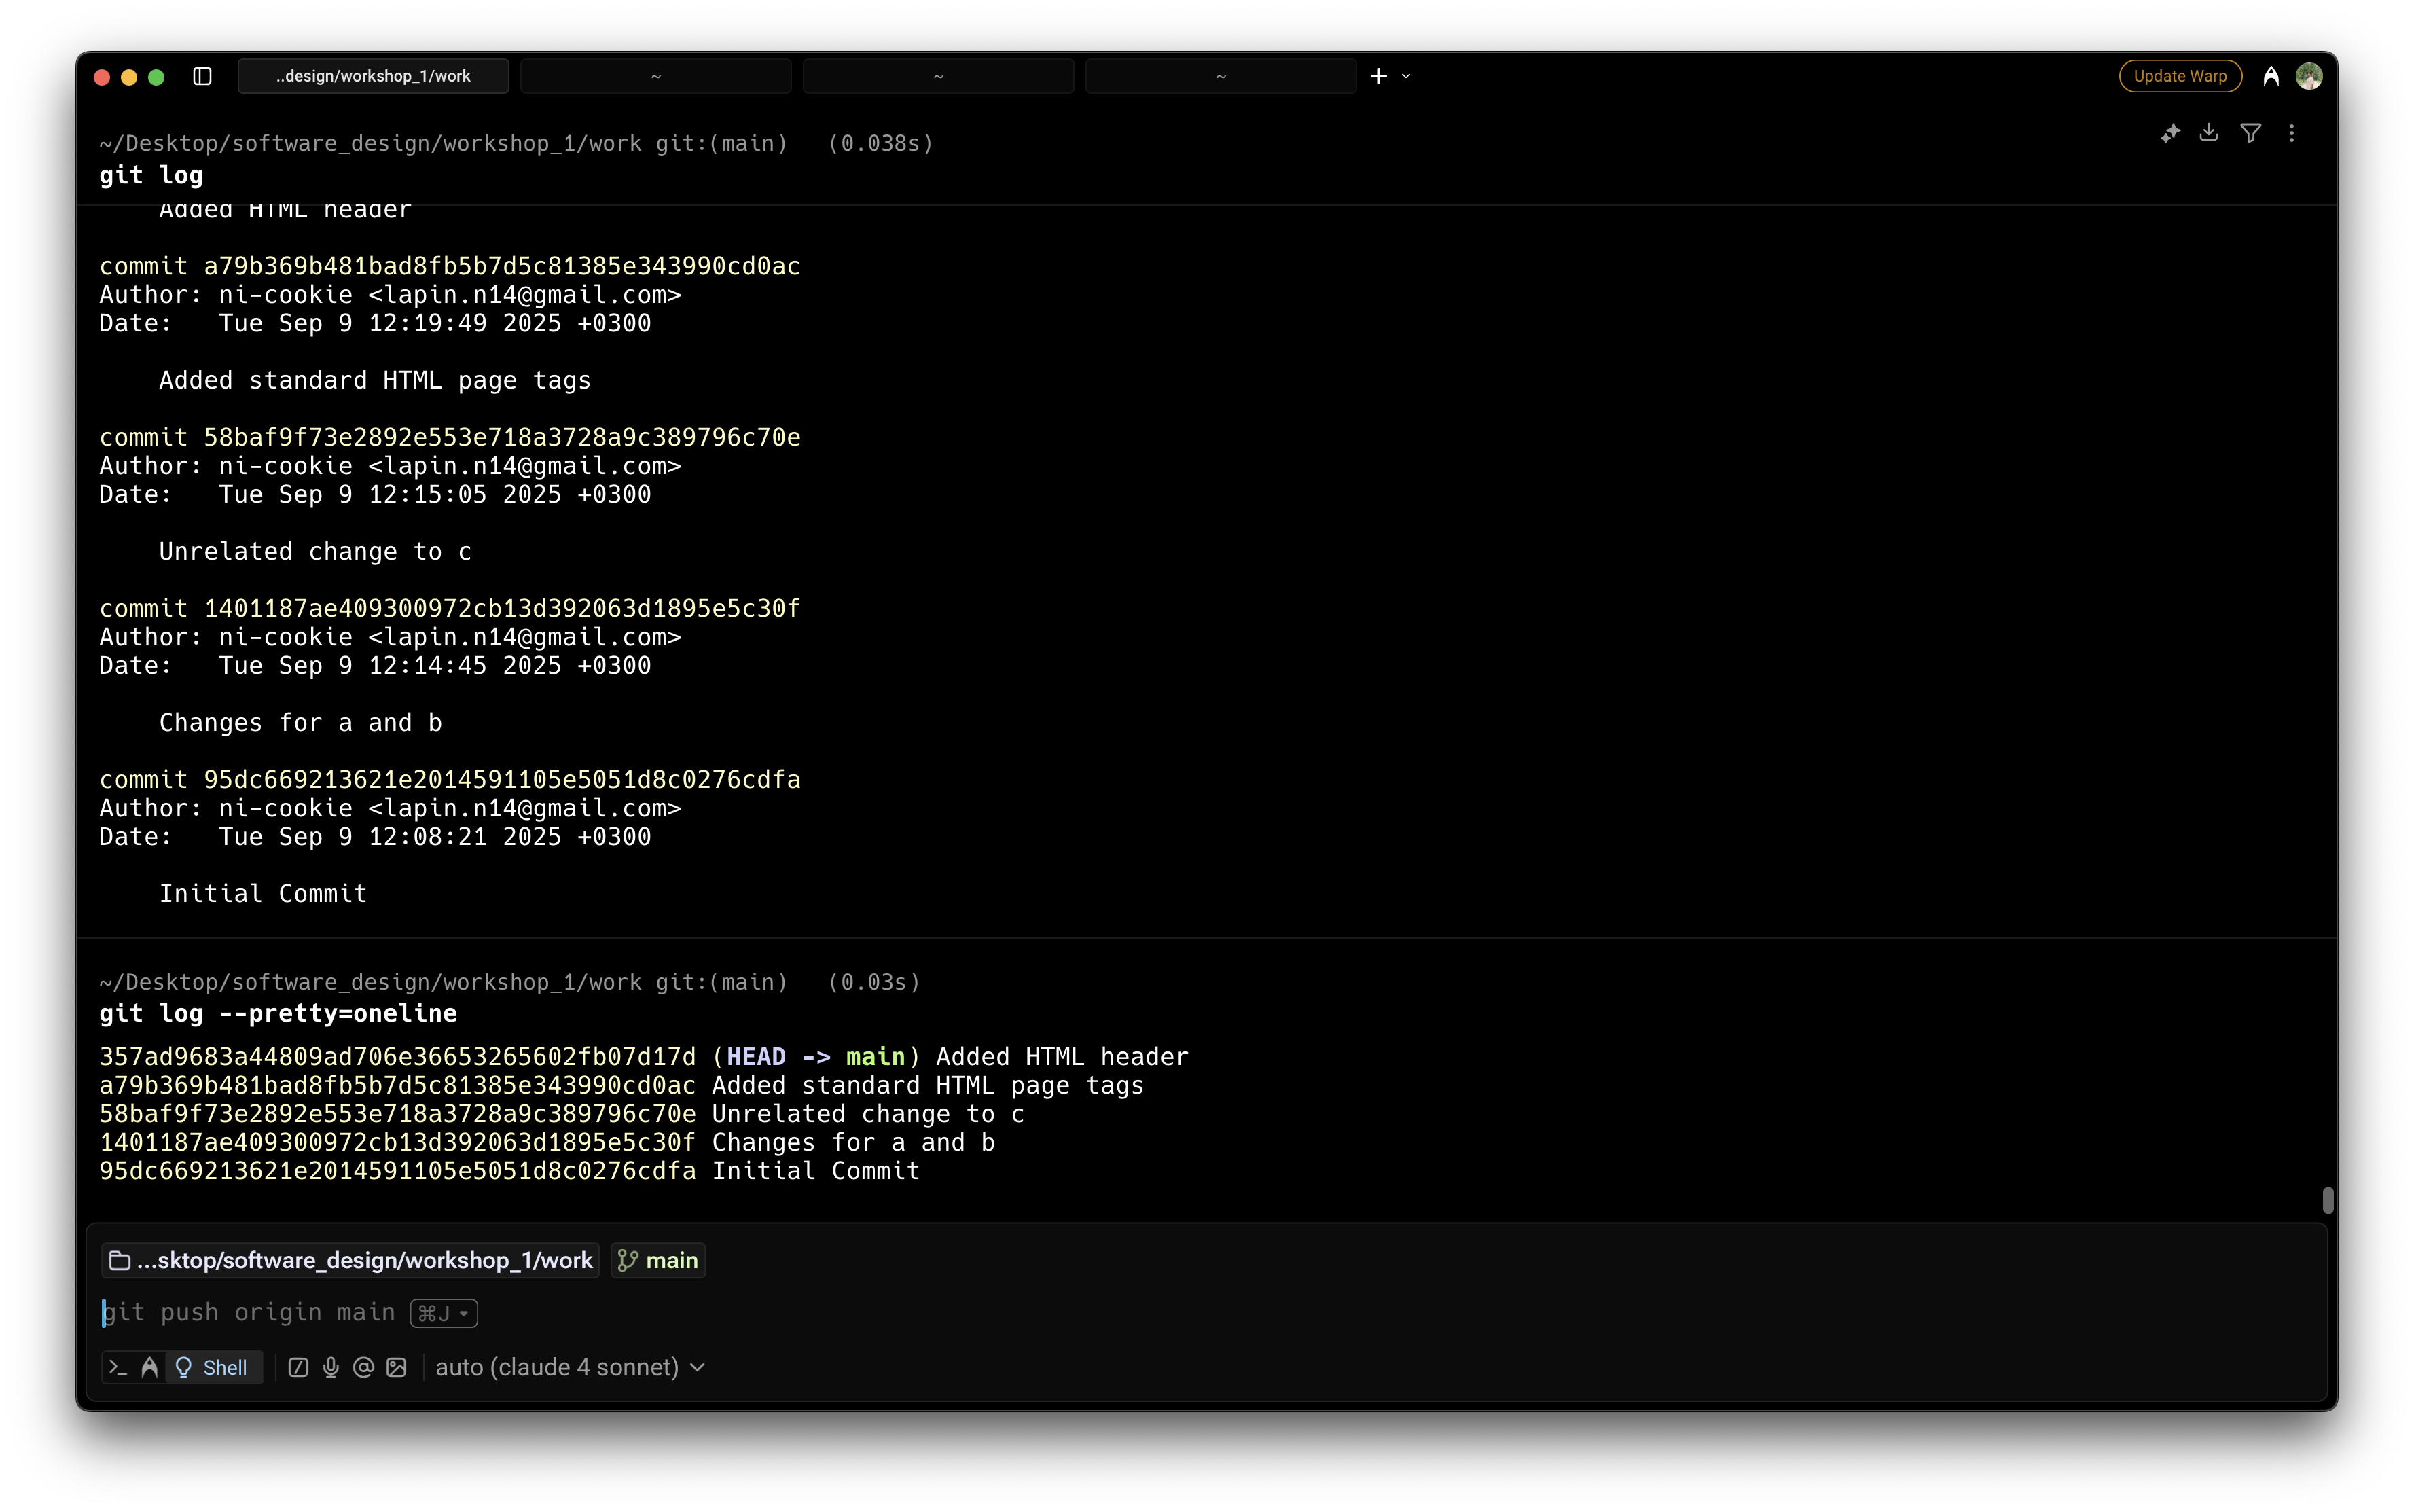 ..design/workshop_1/work
~
~
~
Update Warp
~/Desktop/software_design/workshop_1/work git:(main) (0.038s)
git log
Added HTML header
commit a79b369b481bad8fb5b7d5c81385e343990cd0ac
Author: ni-cookie <lapin.n14@gmail.com>
Date:   Tue Sep 9 12:19:49 2025 +0300
Added standard HTML page tags
commit 58baf9f73e2892e553e718a3728a9c389796c70e
Author: ni-cookie <lapin.n14@gmail.com>
Date:   Tue Sep 9 12:15:05 2025 +0300
Unrelated change to c
commit 1401187ae409300972cb13d392063d1895e5c30f
Author: ni-cookie <lapin.n14@gmail.com>
Date:   Tue Sep 9 12:14:45 2025 +0300
Changes for a and b
commit 95dc669213621e2014591105e5051d8c0276cdfa
Author: ni-cookie <lapin.n14@gmail.com>
Date:   Tue Sep 9 12:08:21 2025 +0300
Initial Commit
~/Desktop/software_design/workshop_1/work git:(main) (0.03s)
git log --pretty=oneline
357ad9683a44809ad706e36653265602fb07d17d (HEAD -> main) Added HTML header
a79b369b481bad8fb5b7d5c81385e343990cd0ac Added standard HTML page tags
58baf9f73e2892e553e718a3728a9c389796c70e Unrelated change to c
1401187ae409300972cb13d392063d1895e5c30f Changes for a and b
95dc669213621e2014591105e5051d8c0276cdfa Initial Commit
...sktop/software_design/workshop_1/work main
git push origin main ⌘J
Shell auto (claude 4 sonnet)